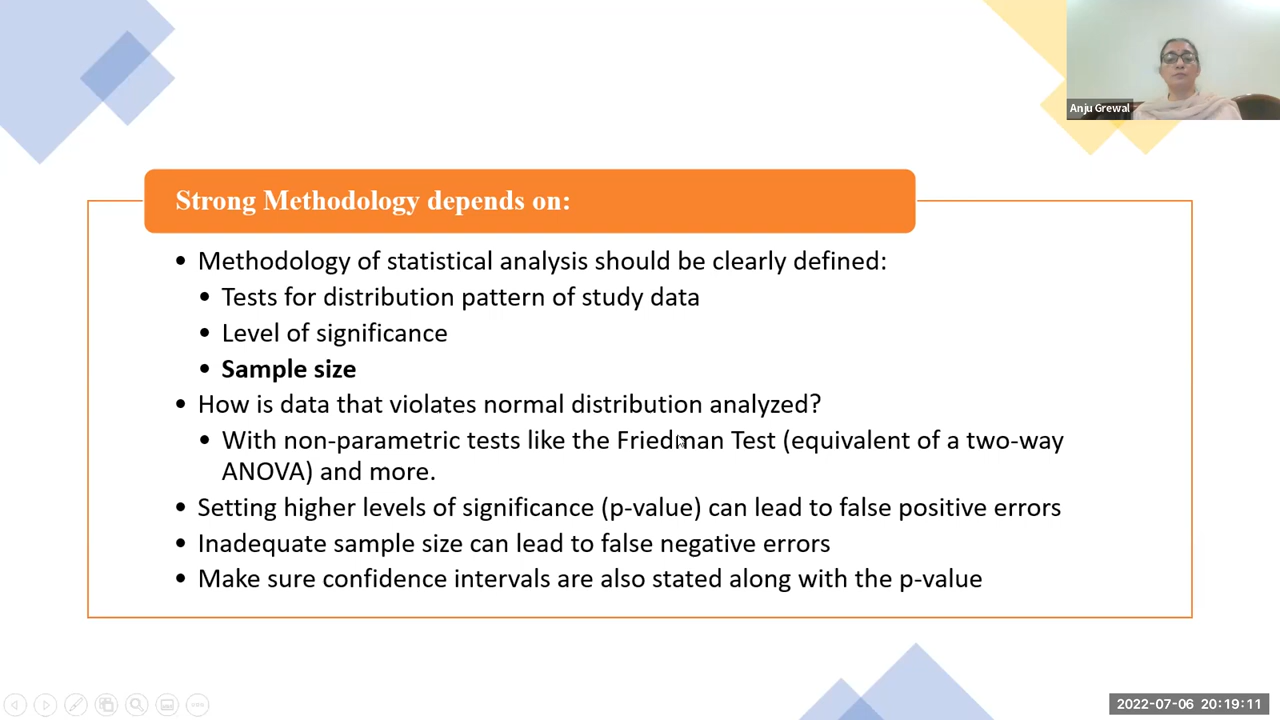 Anju Grewal
Strong Methodology depends on:
• Methodology of statistical analysis should be clearly defined:
• Tests for distribution pattern of study data
• Level of significance
• Sample size
• How is data that violates normal distribution analyzed?
• With non-parametric tests like the Friedman Test (equivalent of a two-way
ANOVA) and more.
• Setting higher levels of significance (p-value) can lead to false positive errors
• Inadequate sample size can lead to false negative errors
• Make sure confidence intervals are also stated along with the p-value
2022-07-06 20:19:11